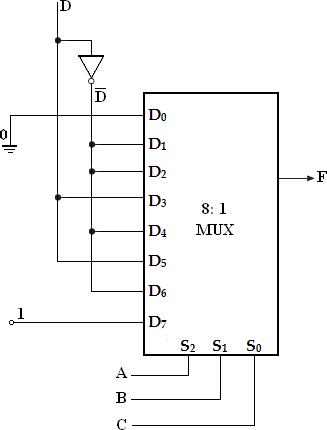 D
D̅
0
D₀
D₁
D₂
D₃
D₄
D₅
D₆
D₇
8: 1
MUX
F
1
S₂ S₁ S₀
A
B
C